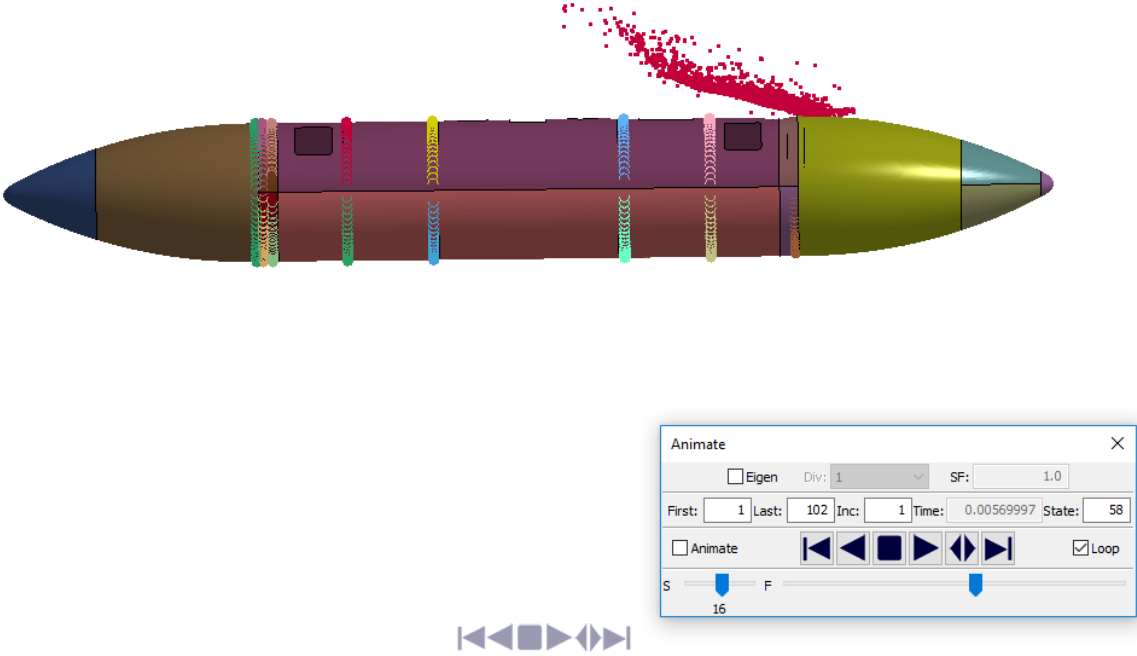 Animate
Eigen Div: 1 SF: 1.0
First: 1 Last: 102 Inc: 1 Time: 0.00569997 State: 58
Animate Loop
S F
16